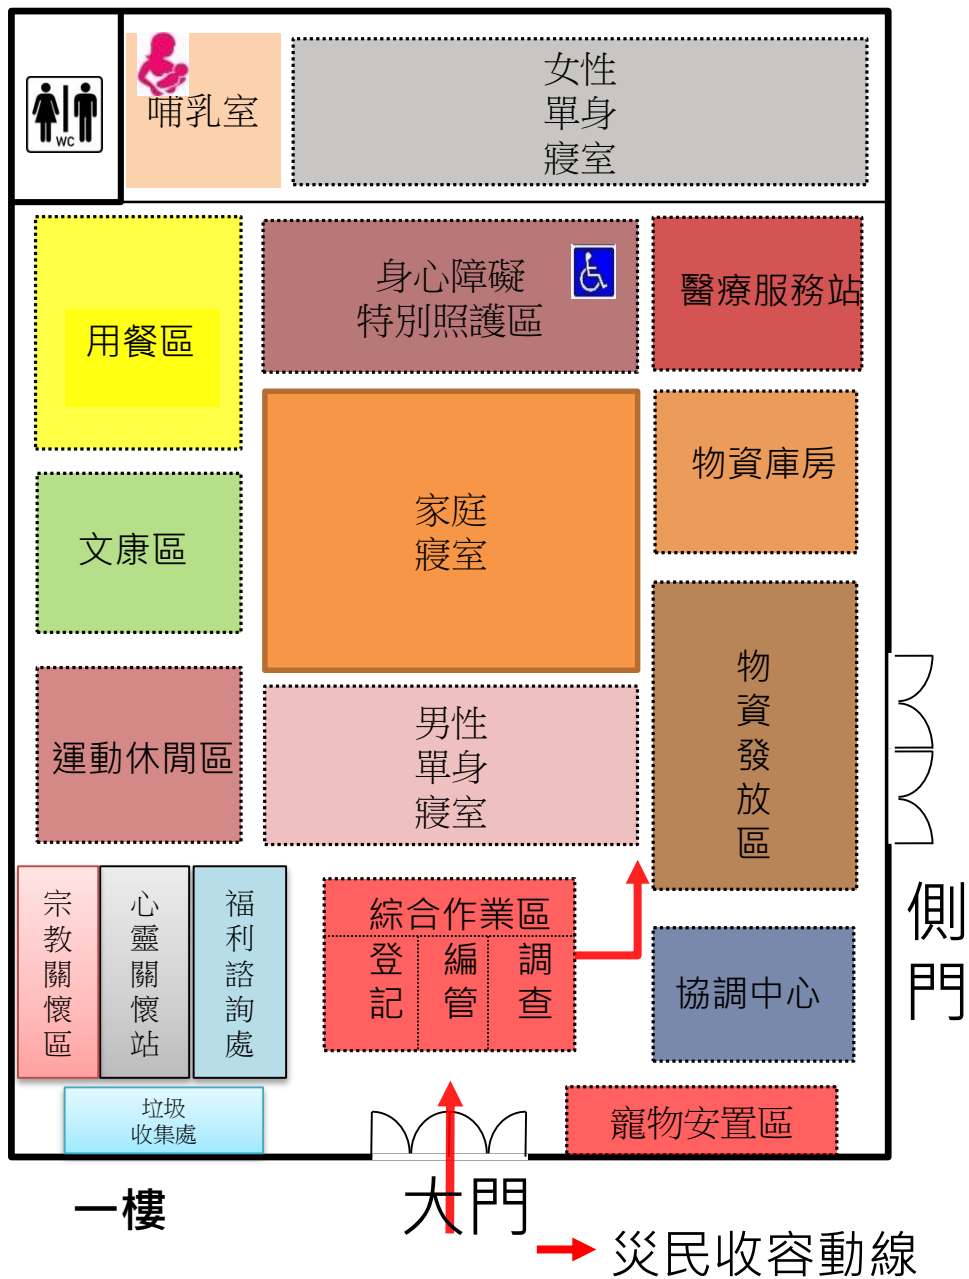 哺乳室
女性
單身
寢室
WC
用餐區
身心障礙
特別照護區
醫療服務站
物資庫房
家庭
寢室
文康區
物資發放區
運動休閒區
男性
單身
寢室
宗教關懷區
心靈關懷站
福利諮詢處
綜合作業區
登記
編管
調查
協調中心
側門
垃圾
收集處
寵物安置區
一樓
大門
災民收容動線